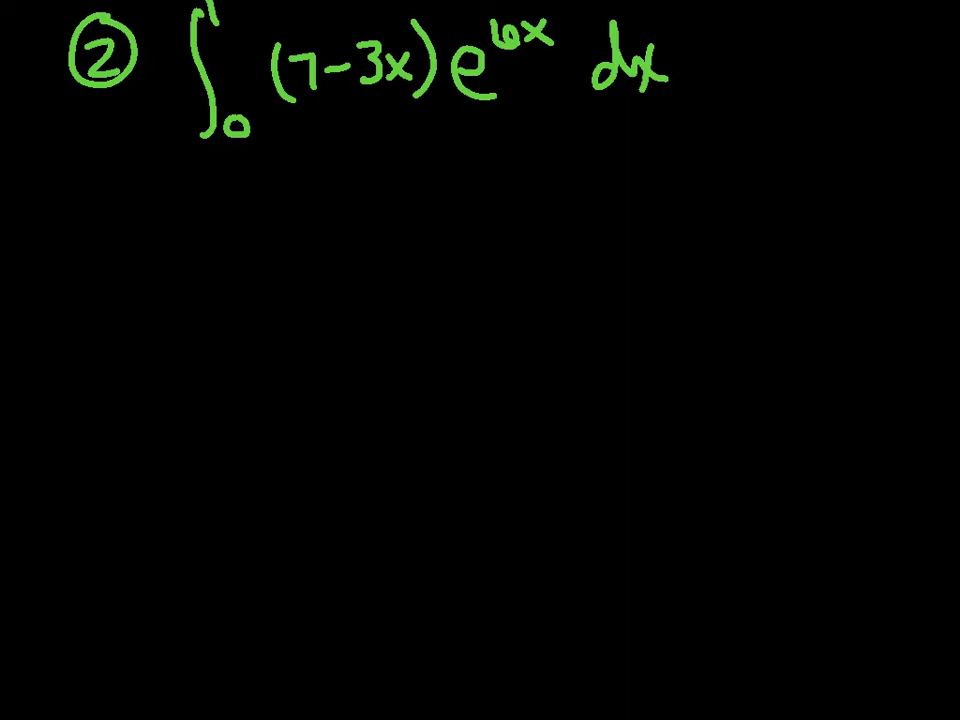 ② ∫₀¹ (7-3x) e^{6x} dx